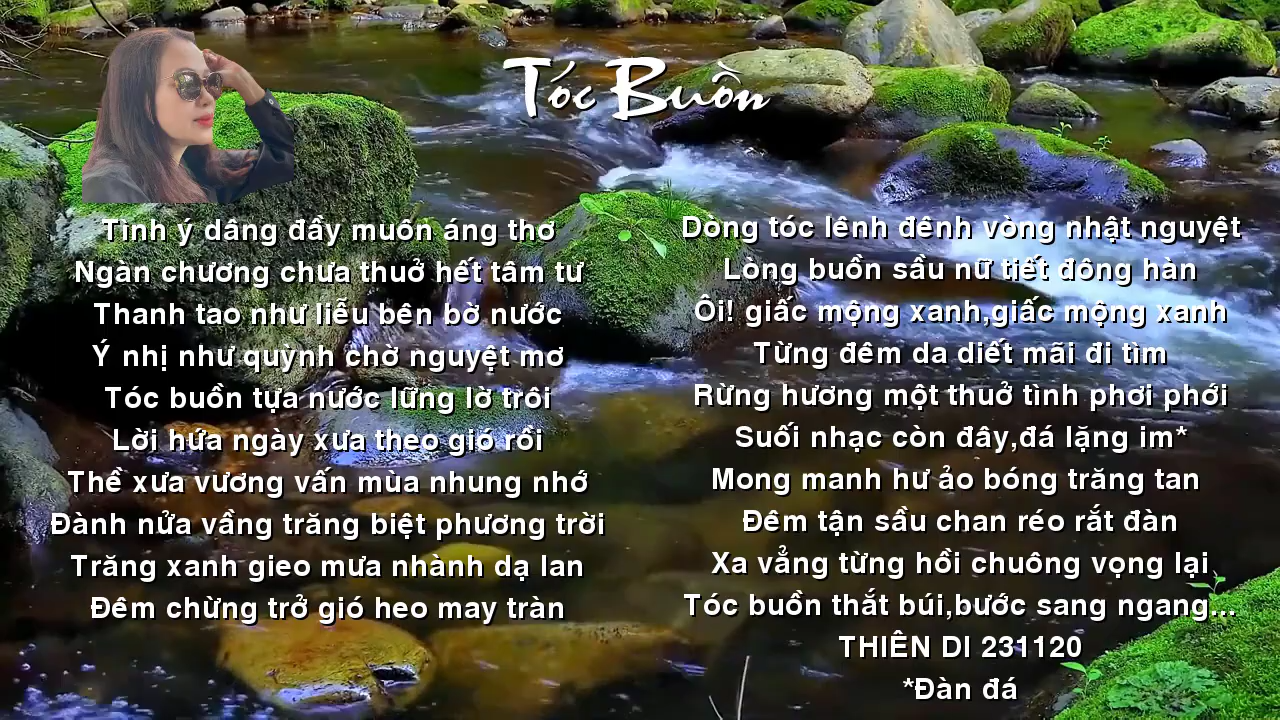 Tóc Buồn
Tình ý dâng đầy muôn áng thơ
Ngàn chương chưa thuở hết tâm tư
Thanh tao như liễu bên bờ nước
Ý nhị như quỳnh chờ nguyệt mơ
Tóc buồn tựa nước lững lờ trôi
Lời hứa ngày xưa theo gió rồi
Thề xưa vương vấn mùa nhung nhớ
Đành nửa vầng trăng biệt phương trời
Trăng xanh gieo mưa nhành dạ lan
Đêm chừng trở gió heo may tràn
Dòng tóc lênh đênh vòng nhật nguyệt
Lòng buồn sầu nữ tiết đông hàn
Ôi! giấc mộng xanh,giấc mộng xanh
Từng đêm da diết mãi đi tìm
Rừng hương một thuở tình phơi phới
Suối nhạc còn đây,đá lặng im*
Mong manh hư ảo bóng trăng tan
Đêm tận sầu chan réo rắt đàn
Xa vẳng từng hồi chuông vọng lại
Tóc buồn thắt búi,bước sang ngang...
THIÊN DI 231120
*Đàn đá